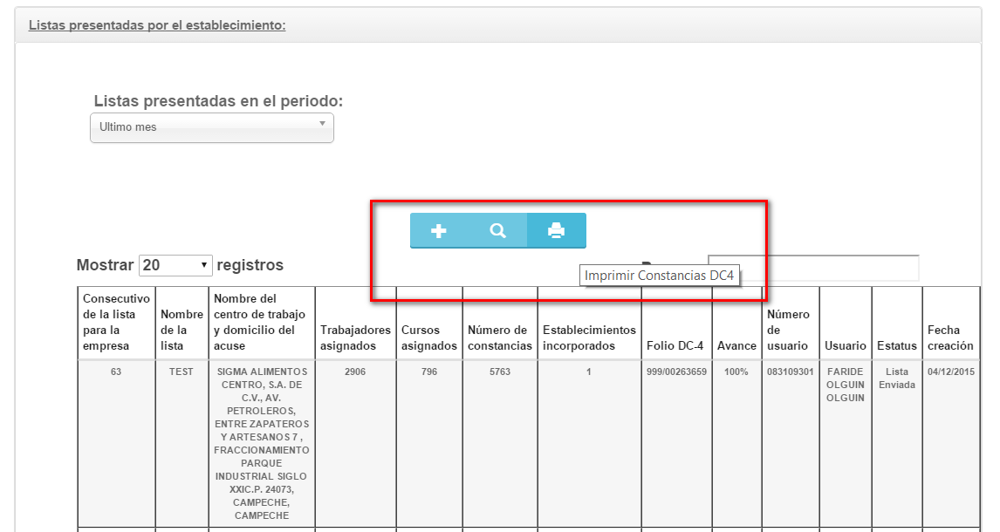 Listas presentadas por el establecimiento:
Listas presentadas en el periodo:
Ultimo mes
Mostrar 20 registros
Imprimir Constancias DC4
Consecutivo
de la lista
para la
empresa
Nombre
de la
lista
Nombre del
centro de trabajo
y domicilio del
acuse
Trabajadores
asignados
Cursos
asignados
Número de
constancias
Establecimientos
incorporados
Folio DC-4
Avance
Número
de
usuario
Usuario
Estatus
Fecha
creación
63
TEST
SIGMA ALIMENTOS
CENTRO, S.A. DE
C.V., AV.
PETROLEROS,
ENTRE ZAPATEROS
Y ARTESANOS 7 ,
FRACCIONAMIENTO
PARQUE
INDUSTRIAL SIGLO
XXIC.P. 24073,
CAMPECHE,
CAMPECHE
2906
796
5763
1
999/00263659
100%
083109301
FARIDE
OLGUIN
OLGUIN
Lista
Enviada
04/12/2015